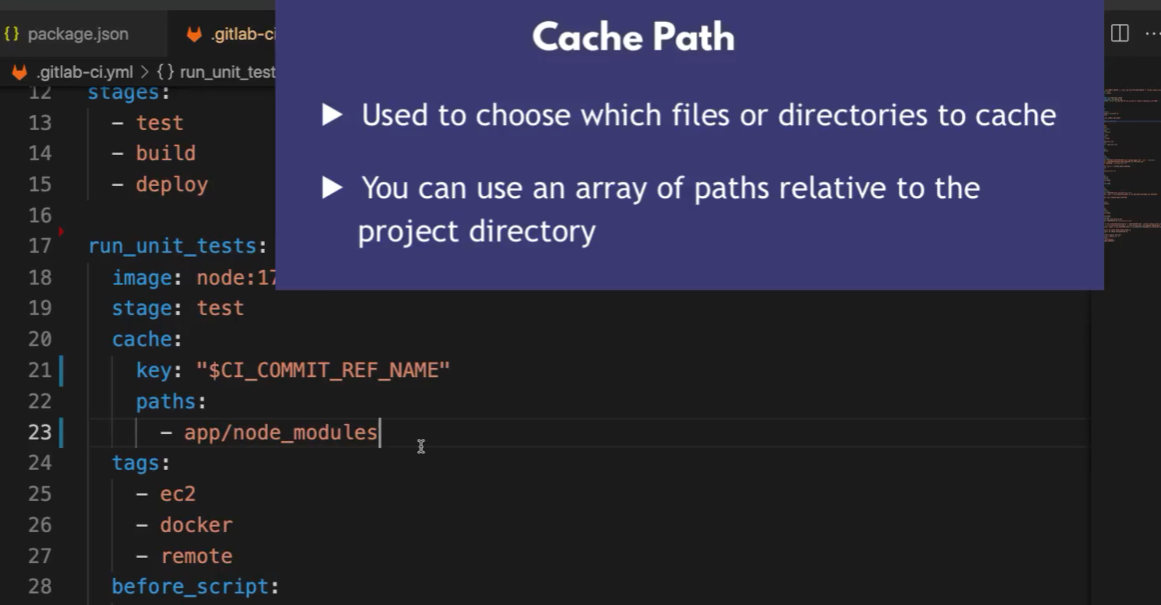 {} package.json
.gitlab-ci
Cache Path
.gitlab-ci.yml > {} run_unit_test
▶ Used to choose which files or directories to cache
▶ You can use an array of paths relative to the
project directory
12 stages:
13 - test
14 - build
15 - deploy
16
17 run_unit_tests:
18 image: node:17
19 stage: test
20 cache:
21 key: "$CI_COMMIT_REF_NAME"
22 paths:
23 - app/node_modules
24 tags:
25 - ec2
26 - docker
27 - remote
28 before_script: